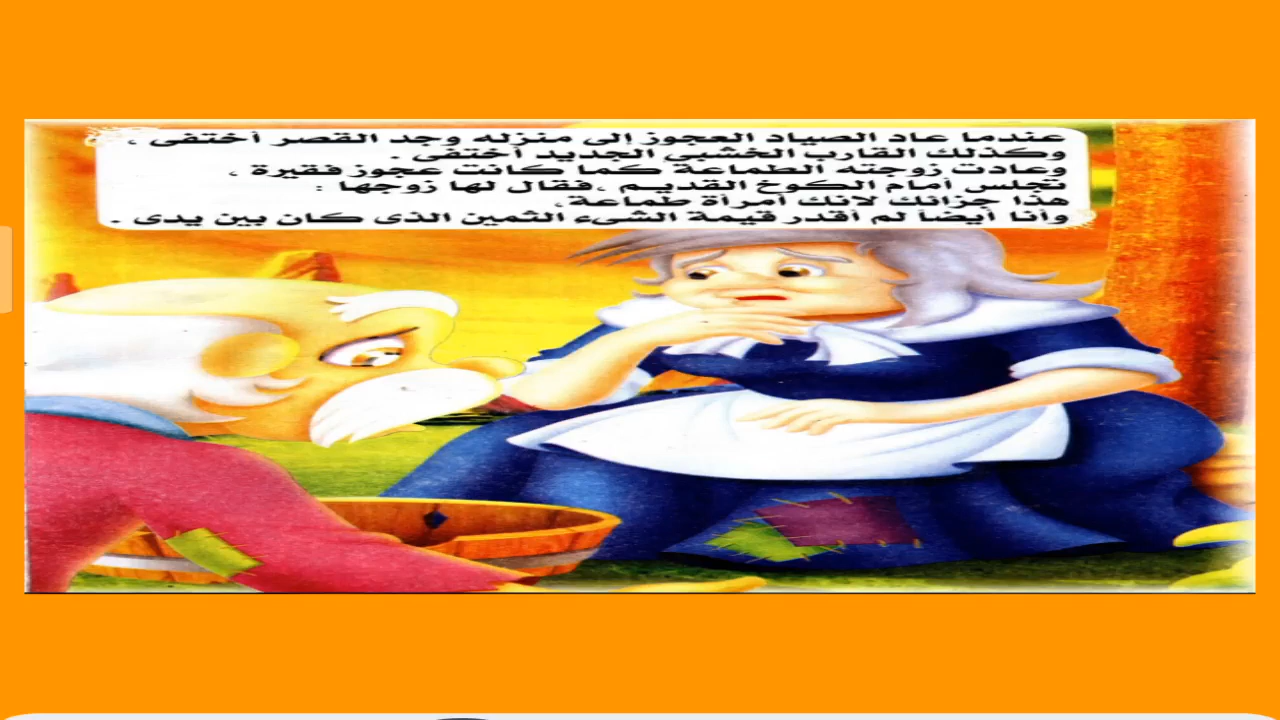 عندما عاد الصياد العجوز إلى منزله وجد القصر أختفى ،
وكذلك القارب الخشبي الجديد أختفى .
وعادت زوجته الطماعة كما كانت عجوز فقيرة ،
تجلس أمام الكوخ القديم ،فقال لها زوجها :
هذا جزائك لانك امرأة طماعة،
وأنا أيضاً لم أقدر قيمة الشىء الثمين الذى كان بين يدى .